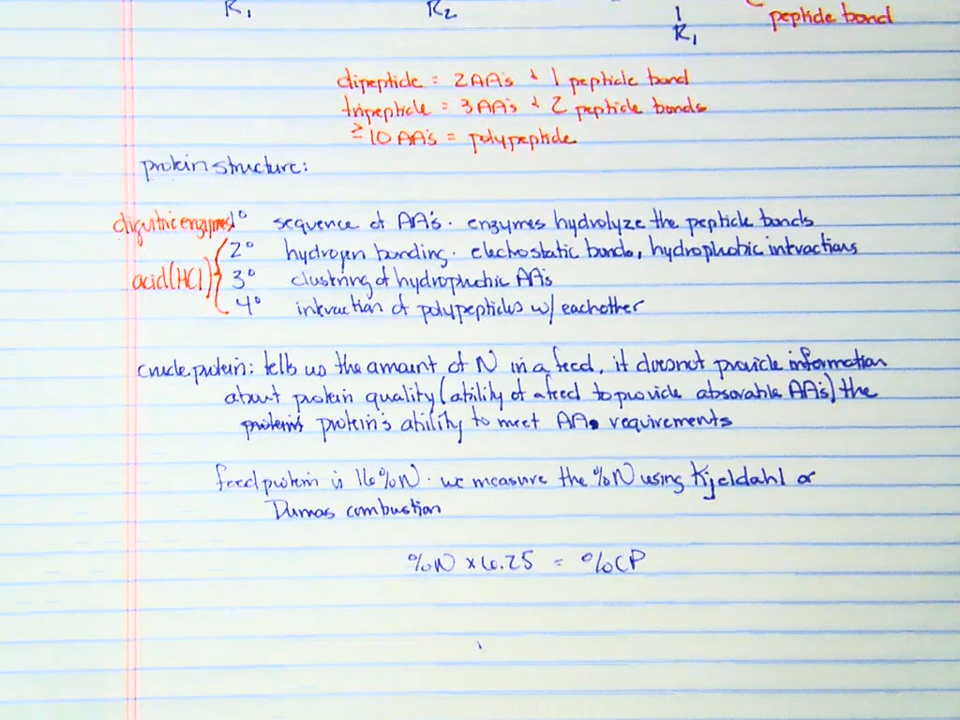 R1 R2 R1 peptide bond
dipeptide = 2AA's + 1 peptide bond
tripeptide = 3AA's + 2 peptide bonds
≥10 AA's = polypeptide
protein structure:
digestive enzymes 1° sequence of AA's. enzymes hydrolyze the peptide bonds
2° hydrogen bonding. electrostatic bonds, hydrophobic interactions
acid (HCl) { 3° clustering of hydrophobic AA's
4° interaction of polypeptides w/ eachother
crude protein: tells us the amount of N in a feed, it does not provide information
about protein quality (ability of a feed to provide absorbable AA's) the
protein's protein's ability to meet AA requirements
feed protein is 16%N. we measure the %N using Kjeldahl or
Dumas combustion
%N x 6.25 = %CP